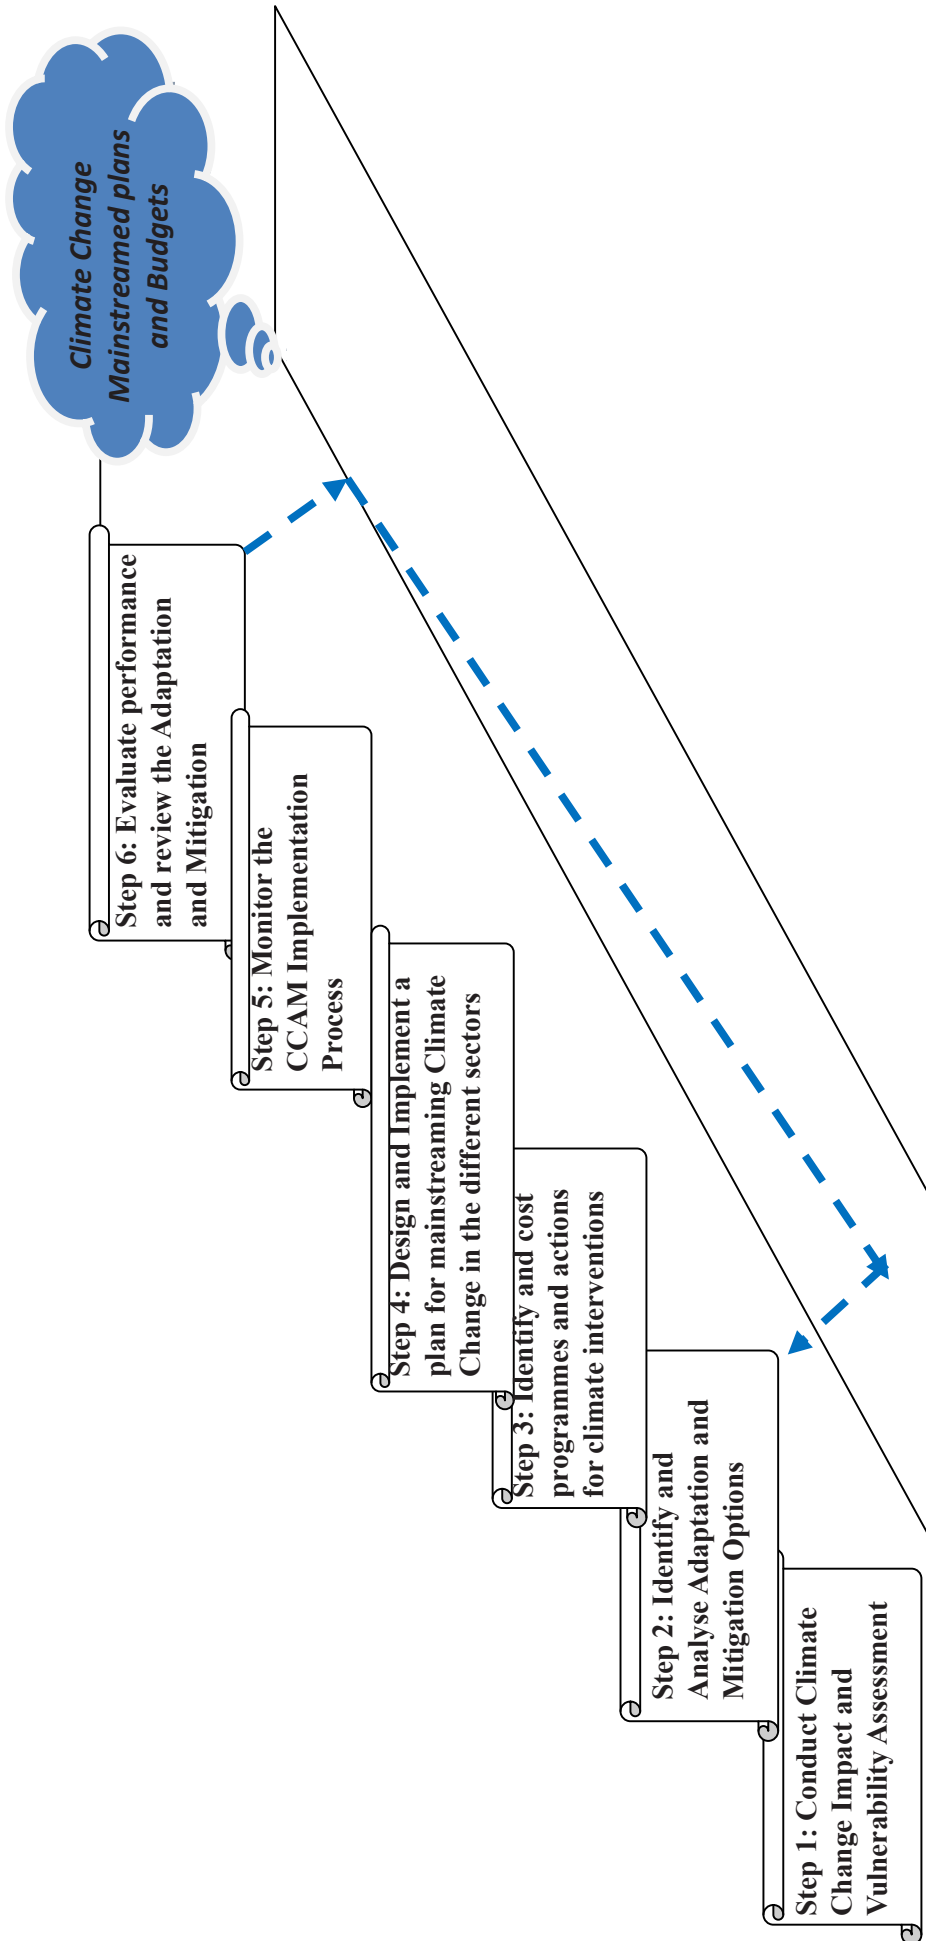 Climate Change
Mainstreamed plans
and Budgets
Step 6: Evaluate performance
and review the Adaptation
and Mitigation
Step 5: Monitor the
CCAM Implementation
Process
Step 4: Design and Implement a
plan for mainstreaming Climate
Change in the different sectors
Step 3: Identify and cost
programmes and actions
for climate interventions
Step 2: Identify and
Analyse Adaptation and
Mitigation Options
Step 1: Conduct Climate
Change Impact and
Vulnerability Assessment